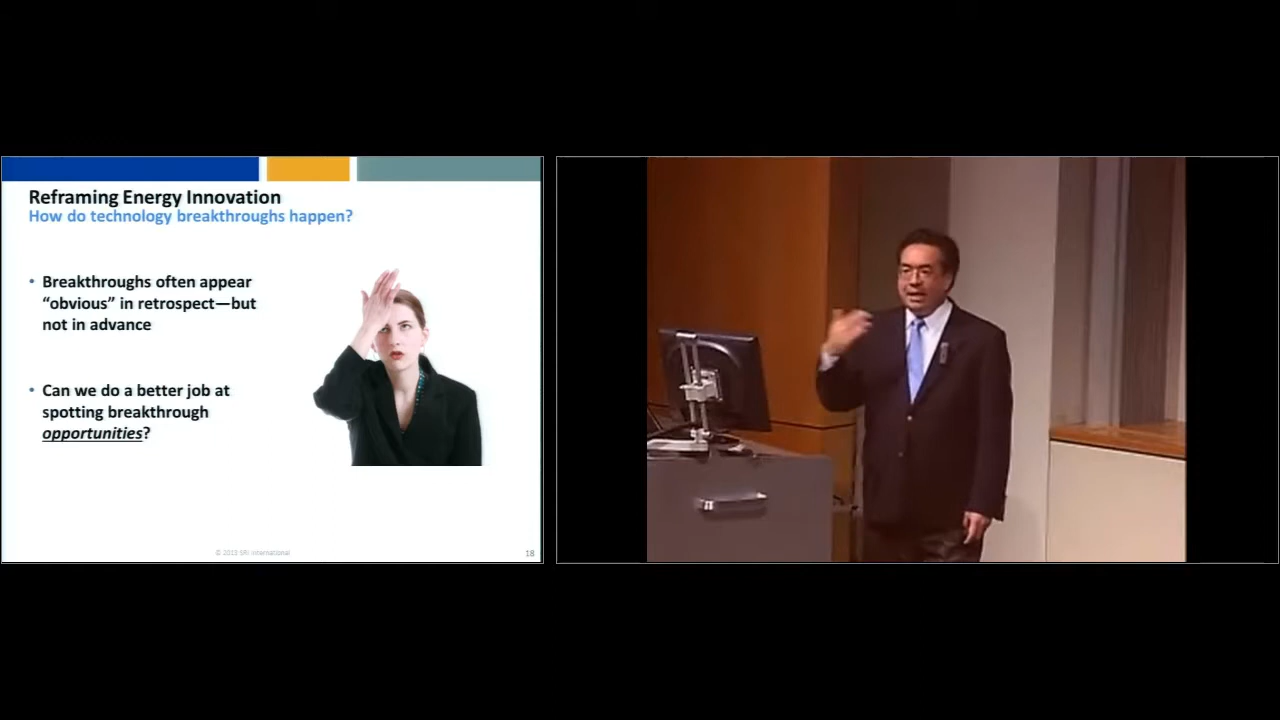 Reframing Energy Innovation
How do technology breakthroughs happen?
• Breakthroughs often appear
“obvious” in retrospect—but
not in advance
• Can we do a better job at
spotting breakthrough
opportunities?
© 2013 SRI International
18